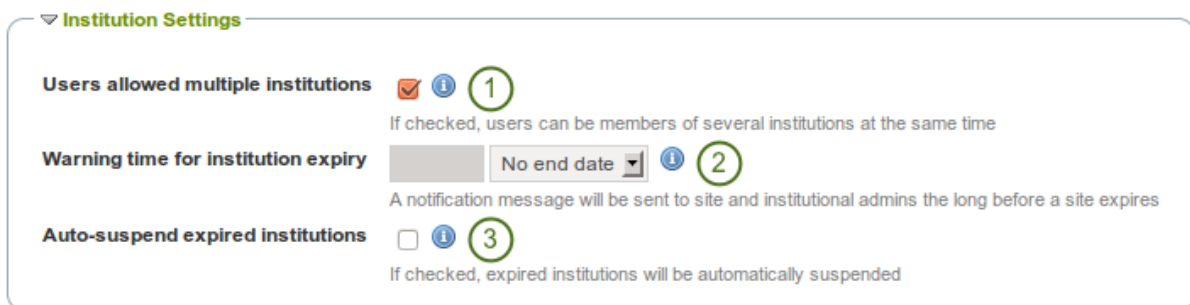 Institution Settings
Users allowed multiple institutions 1
If checked, users can be members of several institutions at the same time
Warning time for institution expiry No end date 2
A notification message will be sent to site and institutional admins the long before a site expires
Auto-suspend expired institutions 3
If checked, expired institutions will be automatically suspended